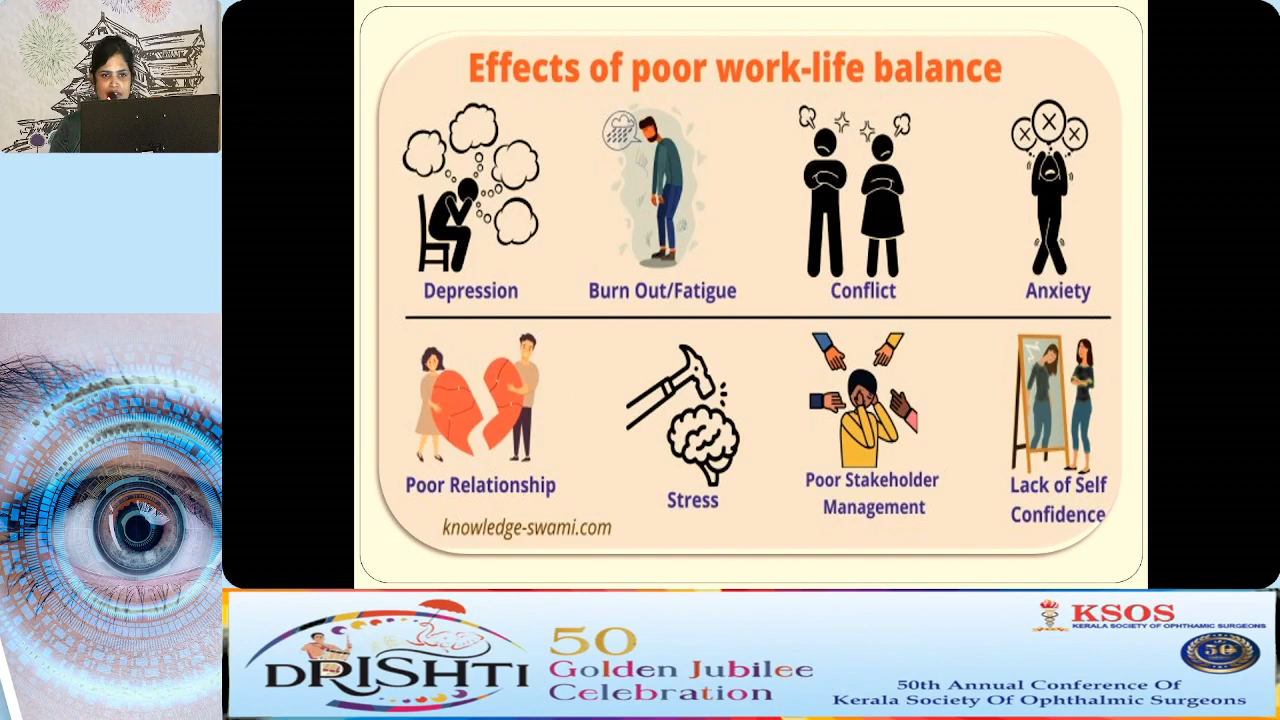 Effects of poor work-life balance
Depression
Burn Out/Fatigue
Conflict
Anxiety
Poor Relationship
Stress
Poor Stakeholder
Management
Lack of Self
Confidence
knowledge-swami.com
DRISHTI
50
Golden Jubilee
Celebration
KSOS
KERALA SOCIETY OF OPHTHAMIC SURGEONS
50
50th Annual Conference Of
Kerala Society Of Ophthalmic Surgeons